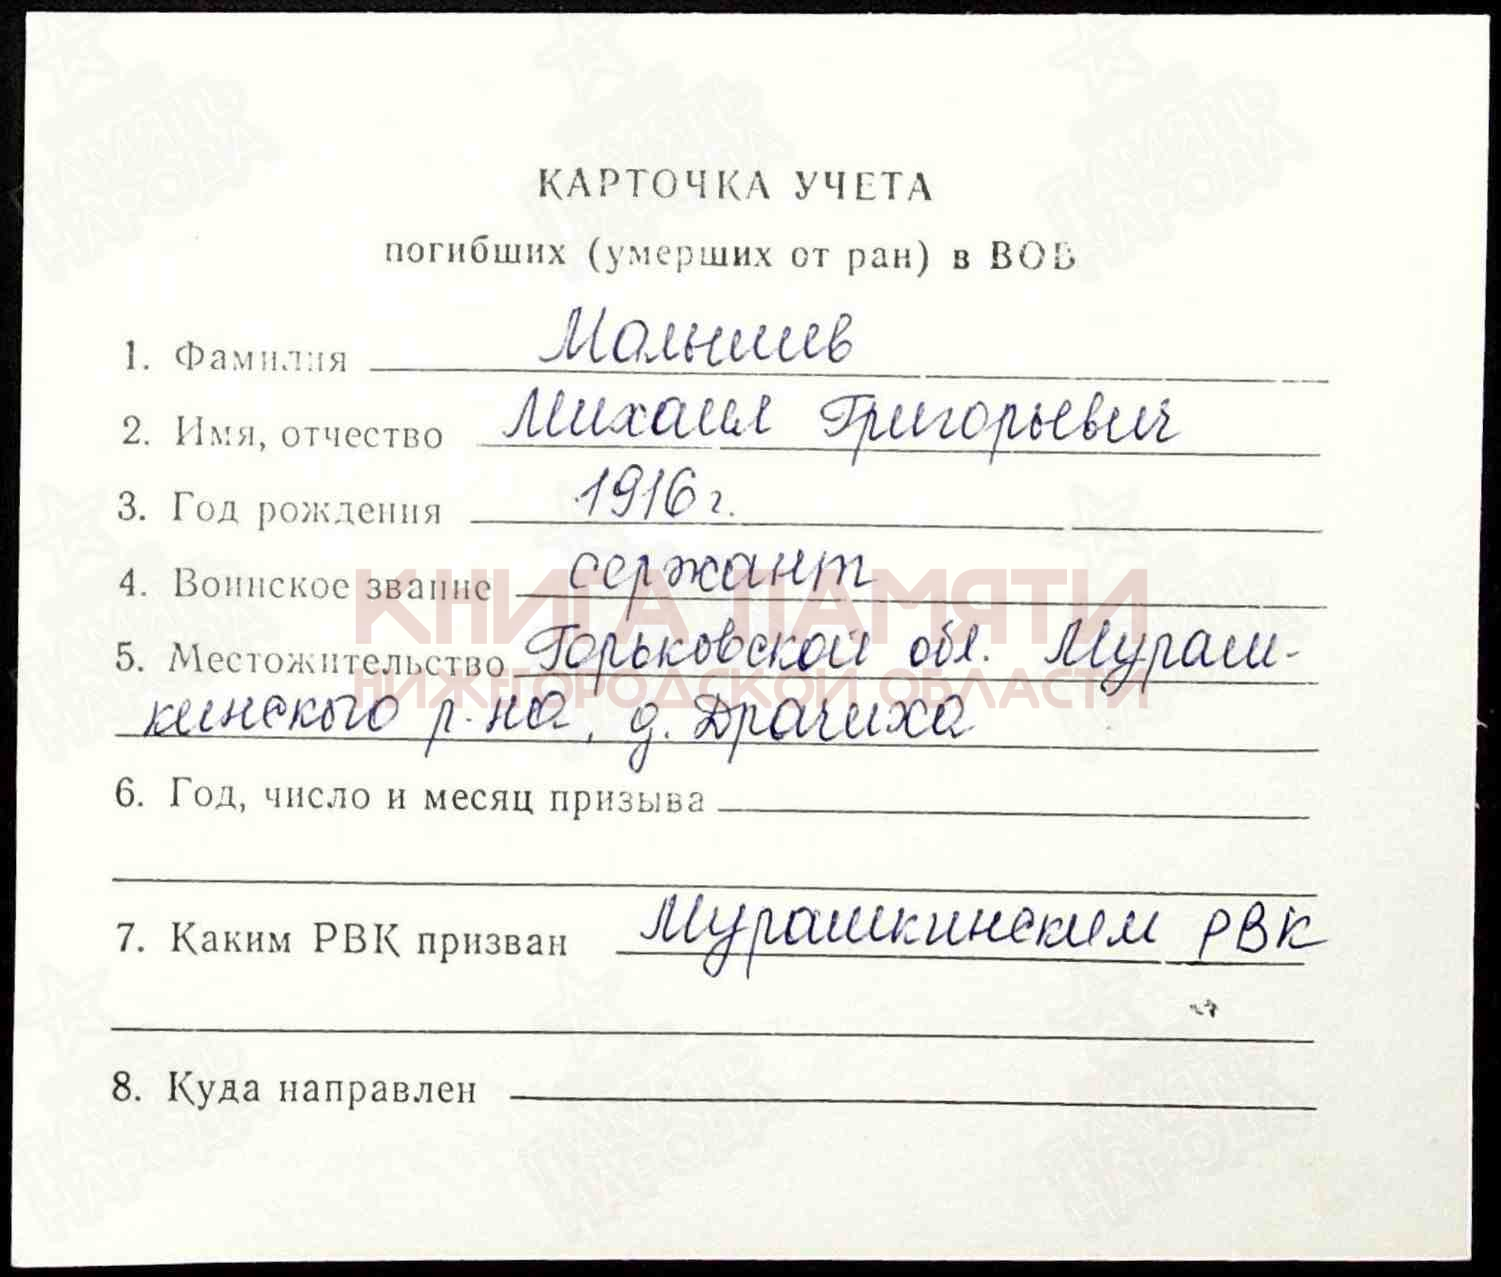 КАРТОЧКА УЧЕТА
погибших (умерших от ран) в ВОВ
1. Фамилия Малышев
2. Имя, отчество Михаил Григорьевич
3. Год рождения 1916 г.
4. Воинское звание сержант
КНИГА ПАМЯТИ
5. Местожительство Горьковской обл. Мураш-
НИЖЕГОРОДСКОЙ ОБЛАСТИ
кинского р-на, д. Драчиха
6. Год, число и месяц призыва
7. Каким РВК призван Мурашкинским РВК
8. Куда направлен
ПАМЯТЬ
НАРОДА